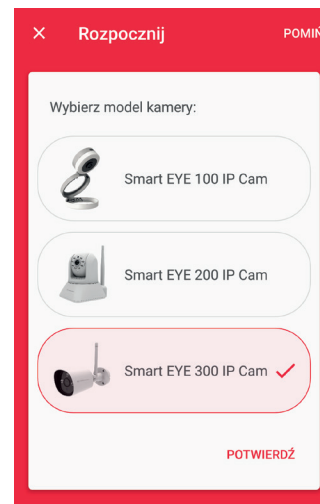 × Rozpocznij POMIŃ
Wybierz model kamery:
Smart EYE 100 IP Cam
Smart EYE 200 IP Cam
Smart EYE 300 IP Cam
POTWIERDŹ